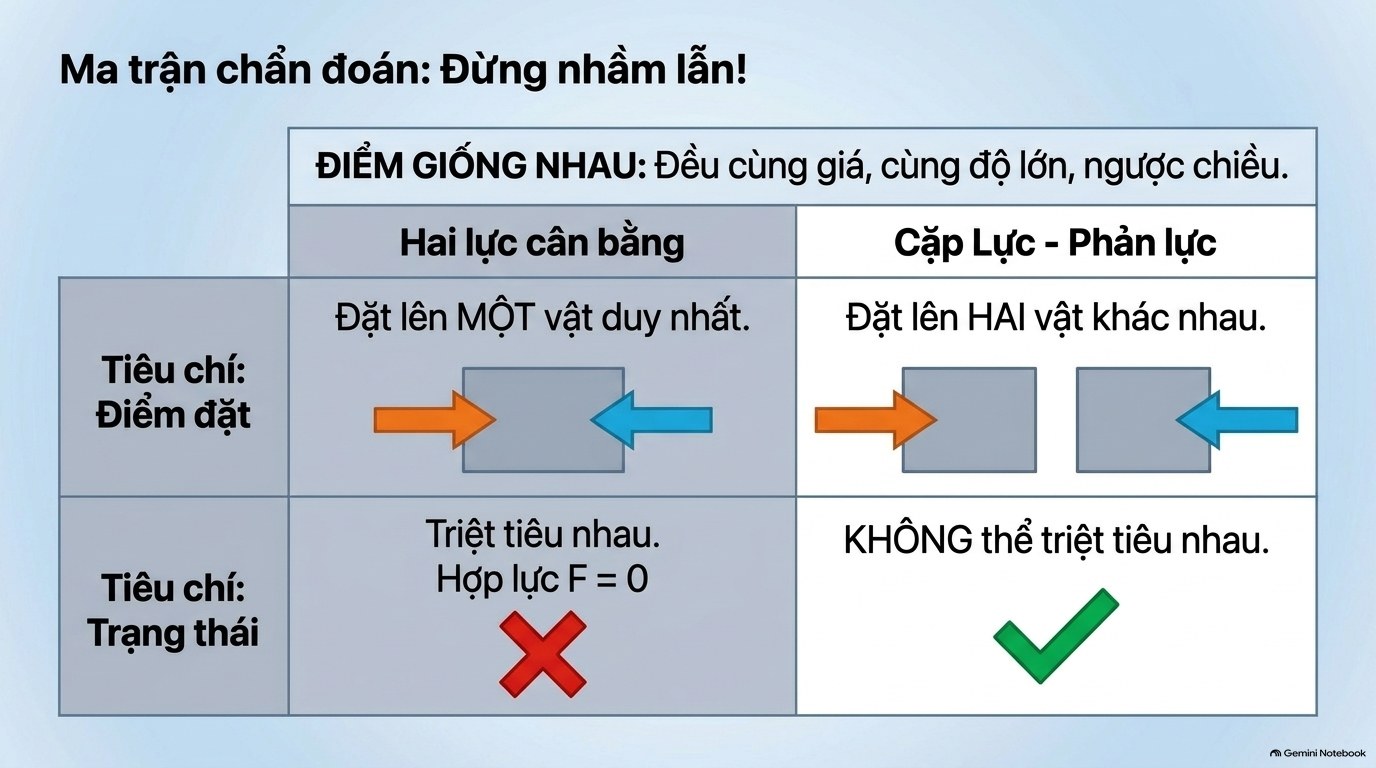 Ma trận chẩn đoán: Đừng nhầm lẫn!
ĐIỂM GIỐNG NHAU: Đều cùng giá, cùng độ lớn, ngược chiều.
Hai lực cân bằng
Cặp Lực - Phản lực
Tiêu chí:
Điểm đặt
Đặt lên MỘT vật duy nhất.
Đặt lên HAI vật khác nhau.
Tiêu chí:
Trạng thái
Triệt tiêu nhau.
Hợp lực F = 0
KHÔNG thể triệt tiêu nhau.
Gemini Notebook